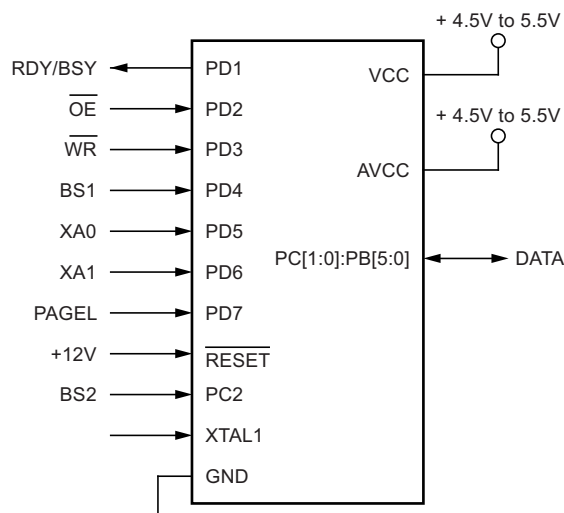 + 4.5V to 5.5V
RDY/BSY PD1 VCC
OE PD2
+ 4.5V to 5.5V
WR PD3
BS1 PD4 AVCC
XA0 PD5
PC[1:0]:PB[5:0] DATA
XA1 PD6
PAGEL PD7
+12V RESET
BS2 PC2
XTAL1
GND